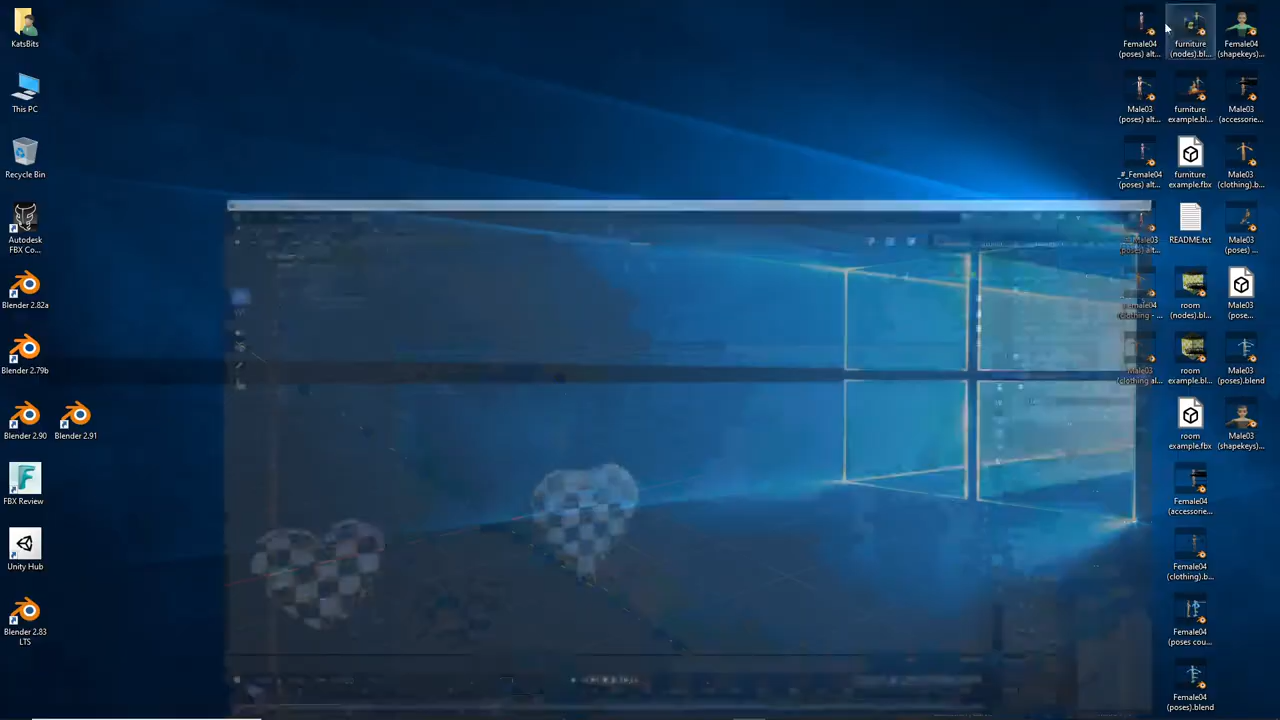 KatsBits
This PC
Recycle Bin
Autodesk
FBX Co...
Blender 2.82a
Blender 2.79b
Blender 2.90
Blender 2.91
FBX Review
Unity Hub
Blender 2.83
LTS
Female04
(poses) alt...
Male03
(poses) alt...
_#_Female04
(poses) alt...
Male03
(poses) alt...
Female04
(clothing - ...
Male03
(clothing al...
furniture
(nodes).bl...
furniture
example.bl...
furniture
example.fbx
README.txt
room
(nodes).bl...
room
example.bl...
room
example.fbx
Female04
(accessorie...
Female04
(clothing).b...
Female04
(poses cou...
Female04
(poses).blend
Female04
(shapekeys)...
Male03
(accessorie...
Male03
(clothing).b...
Male03
(poses) ...
Male03
(pose...
Male03
(poses).blend
Male03
(shapekeys)...